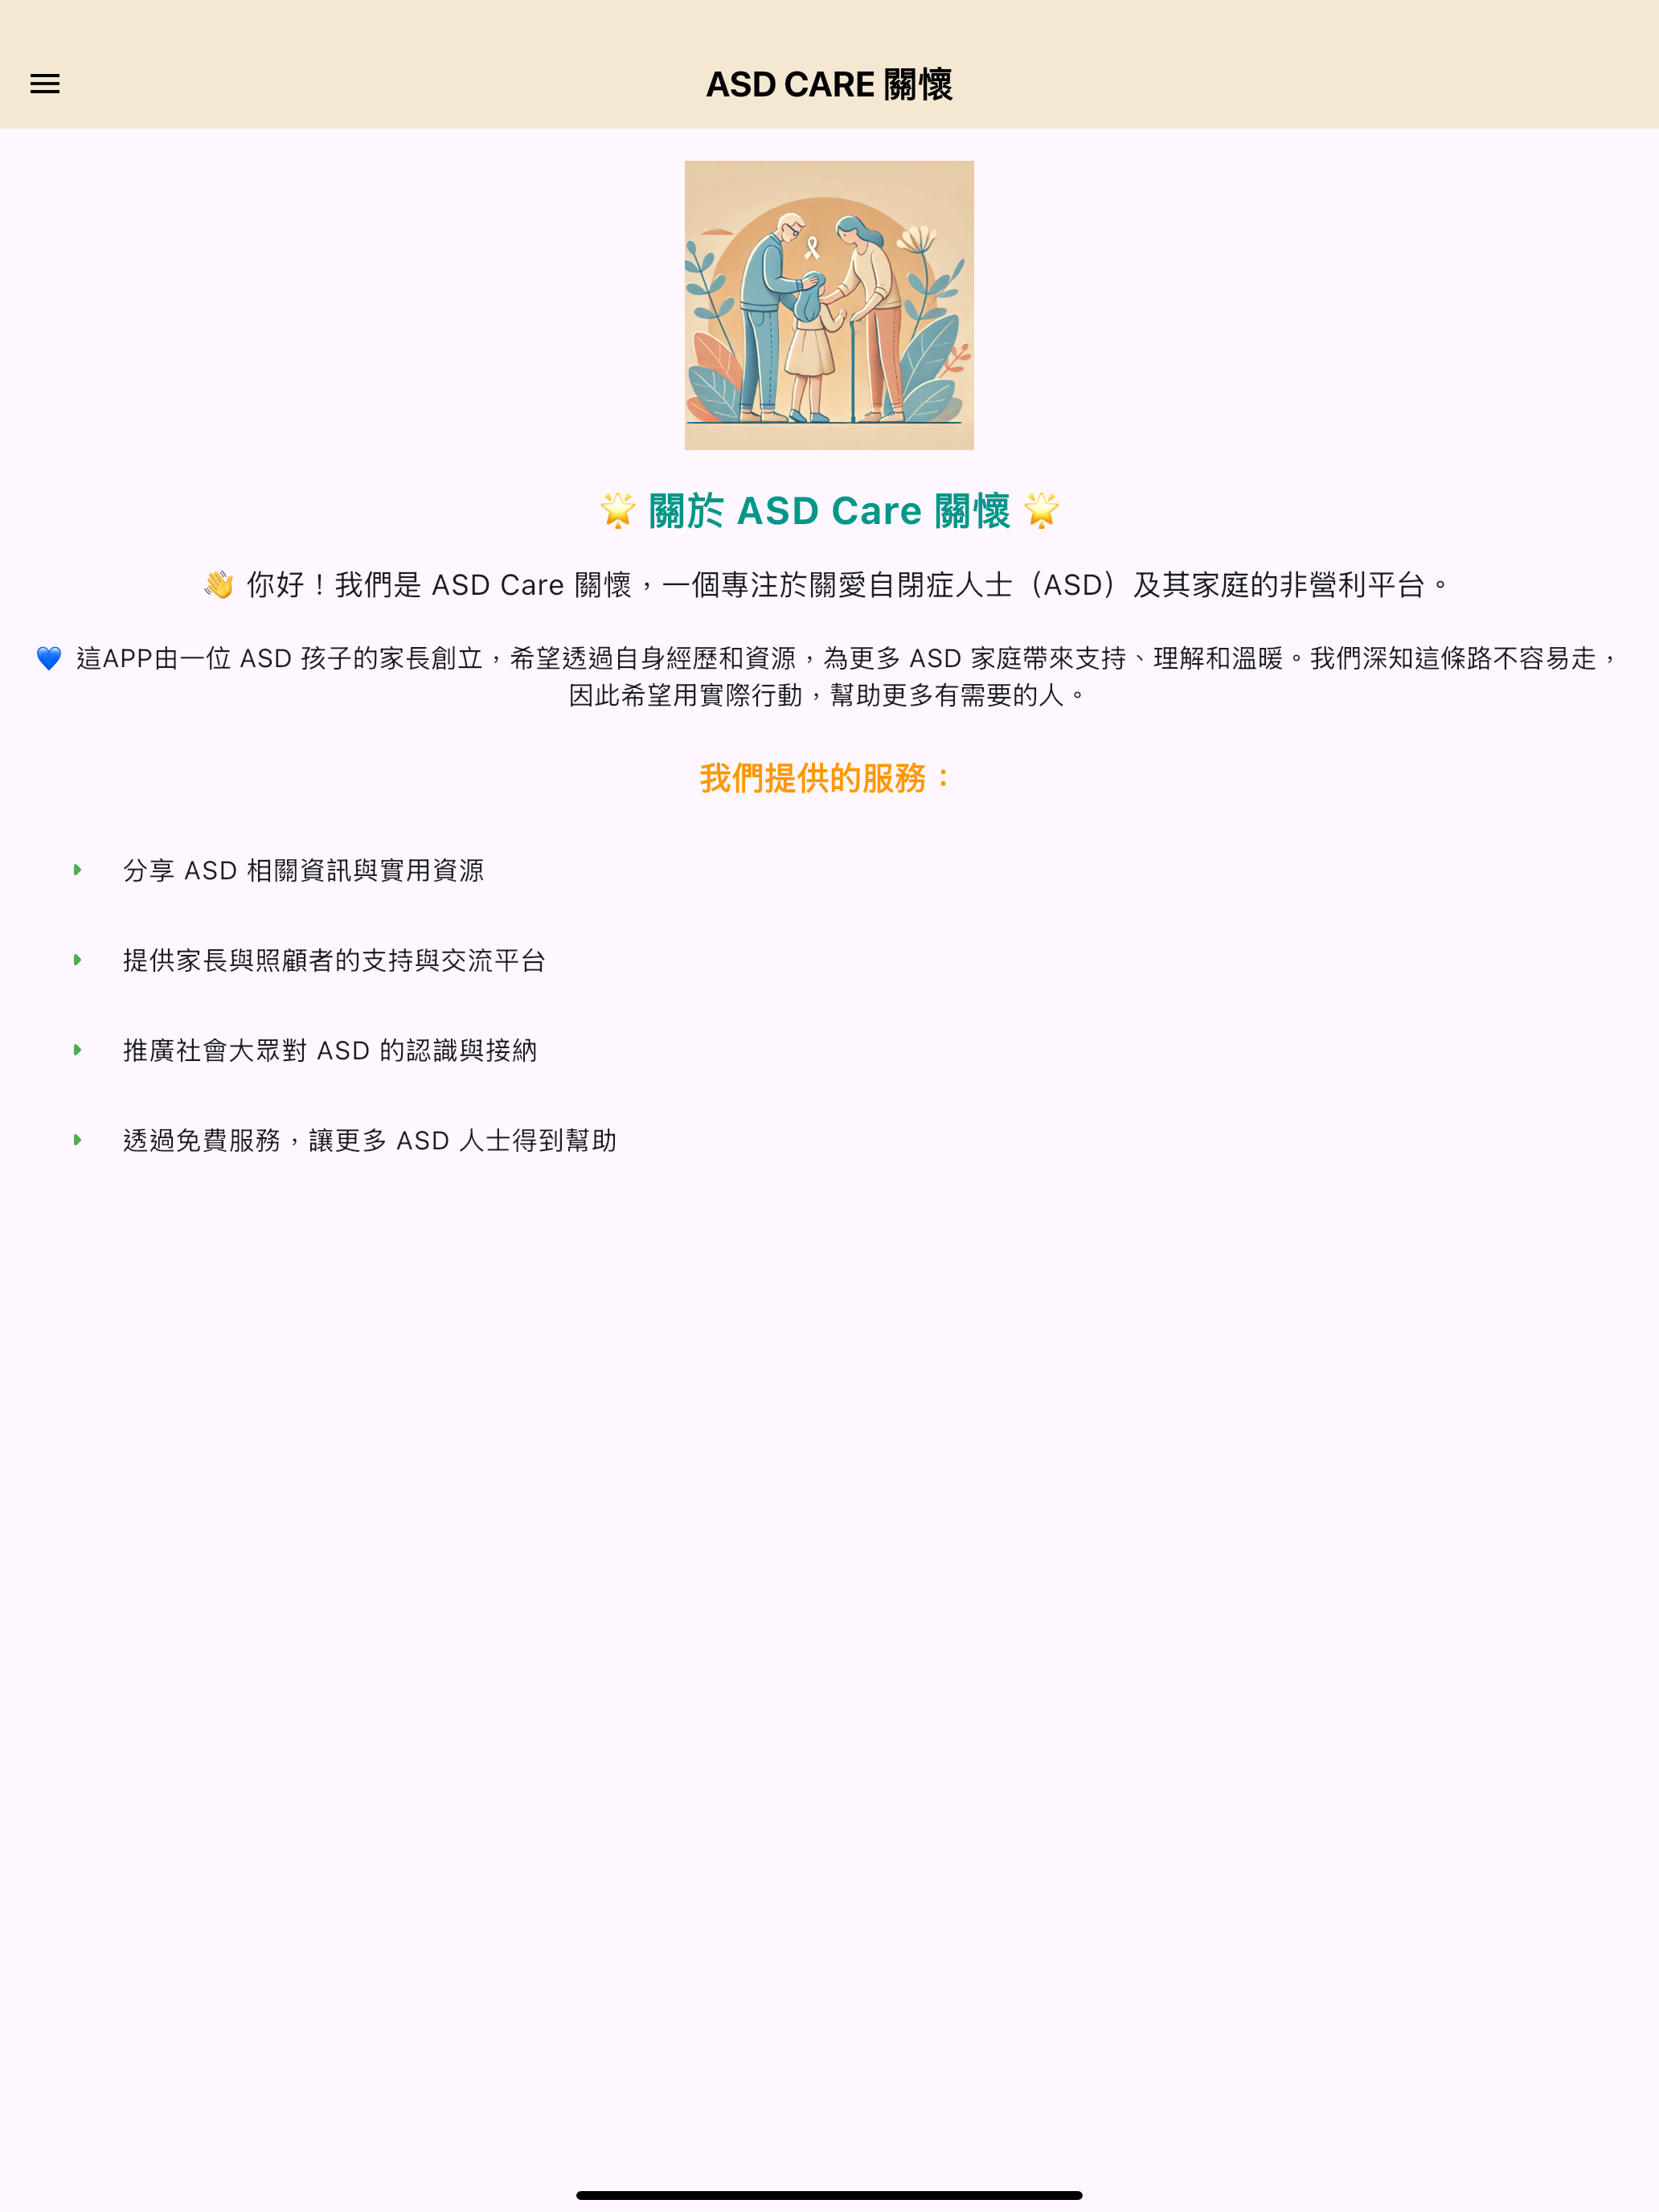 ASD CARE 關懷
🌟 關於 ASD Care 關懷 🌟
👋 你好！我們是 ASD Care 關懷，一個專注於關愛自閉症人士（ASD）及其家庭的非營利平台。
💙 這APP由一位 ASD 孩子的家長創立，希望透過自身經歷和資源，為更多 ASD 家庭帶來支持、理解和溫暖。我們深知這條路不容易走，
因此希望用實際行動，幫助更多有需要的人。
我們提供的服務：
分享 ASD 相關資訊與實用資源
提供家長與照顧者的支持與交流平台
推廣社會大眾對 ASD 的認識與接納
透過免費服務，讓更多 ASD 人士得到幫助